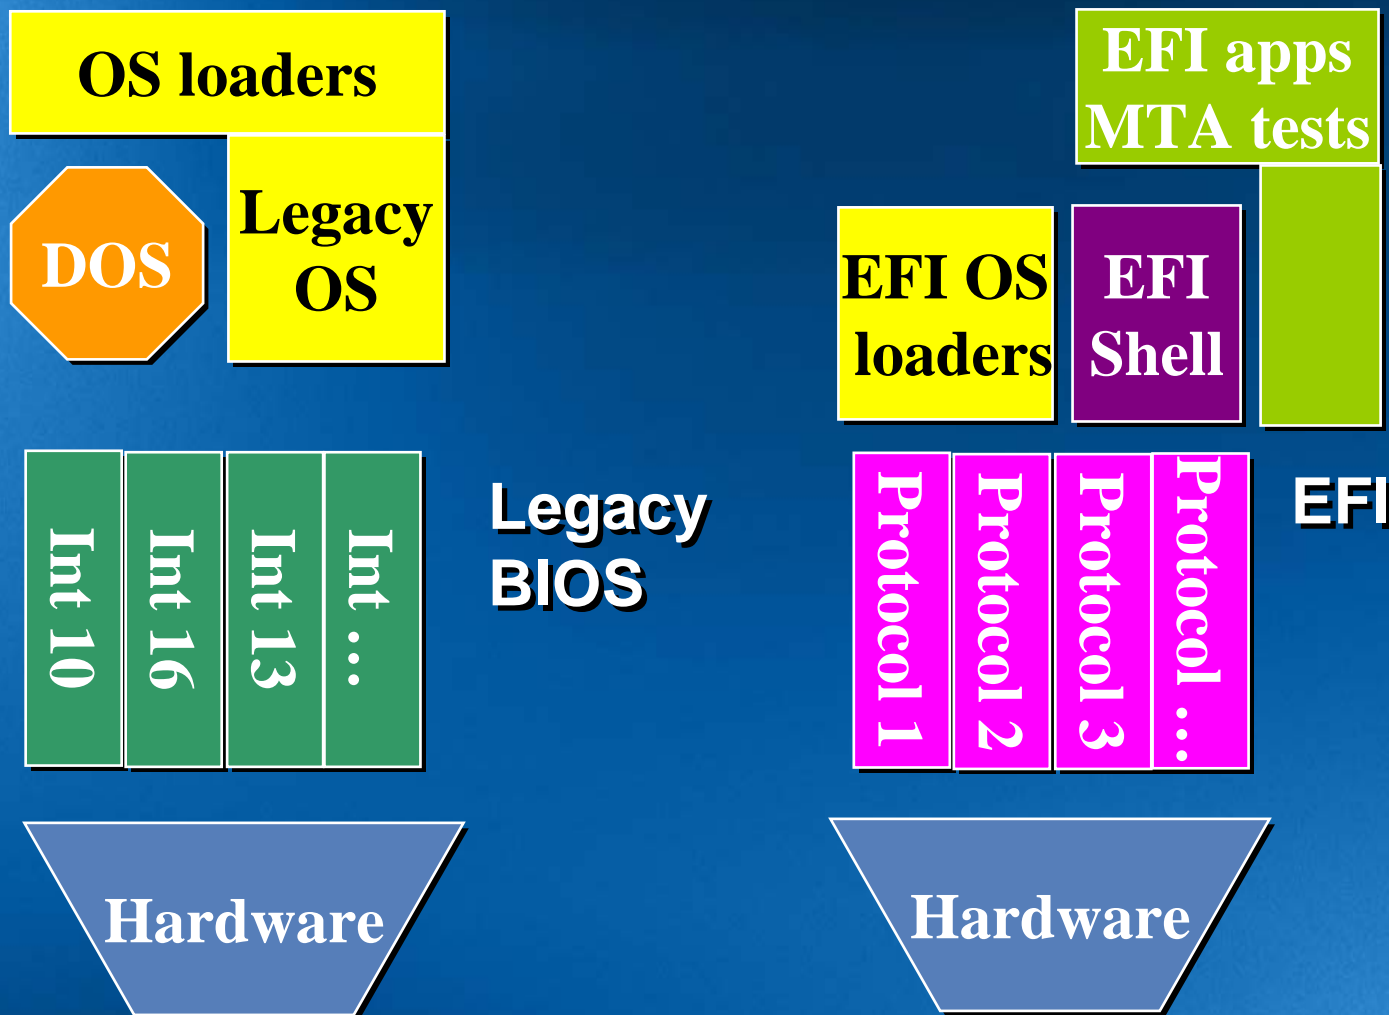 OS loaders
DOS
Legacy
OS
Int 10
Int 16
Int 13
Int ...
Legacy
BIOS
Hardware
EFI apps
MTA tests
EFI OS
loaders
EFI
Shell
Protocol 1
Protocol 2
Protocol 3
Protocol ...
EFI
Hardware